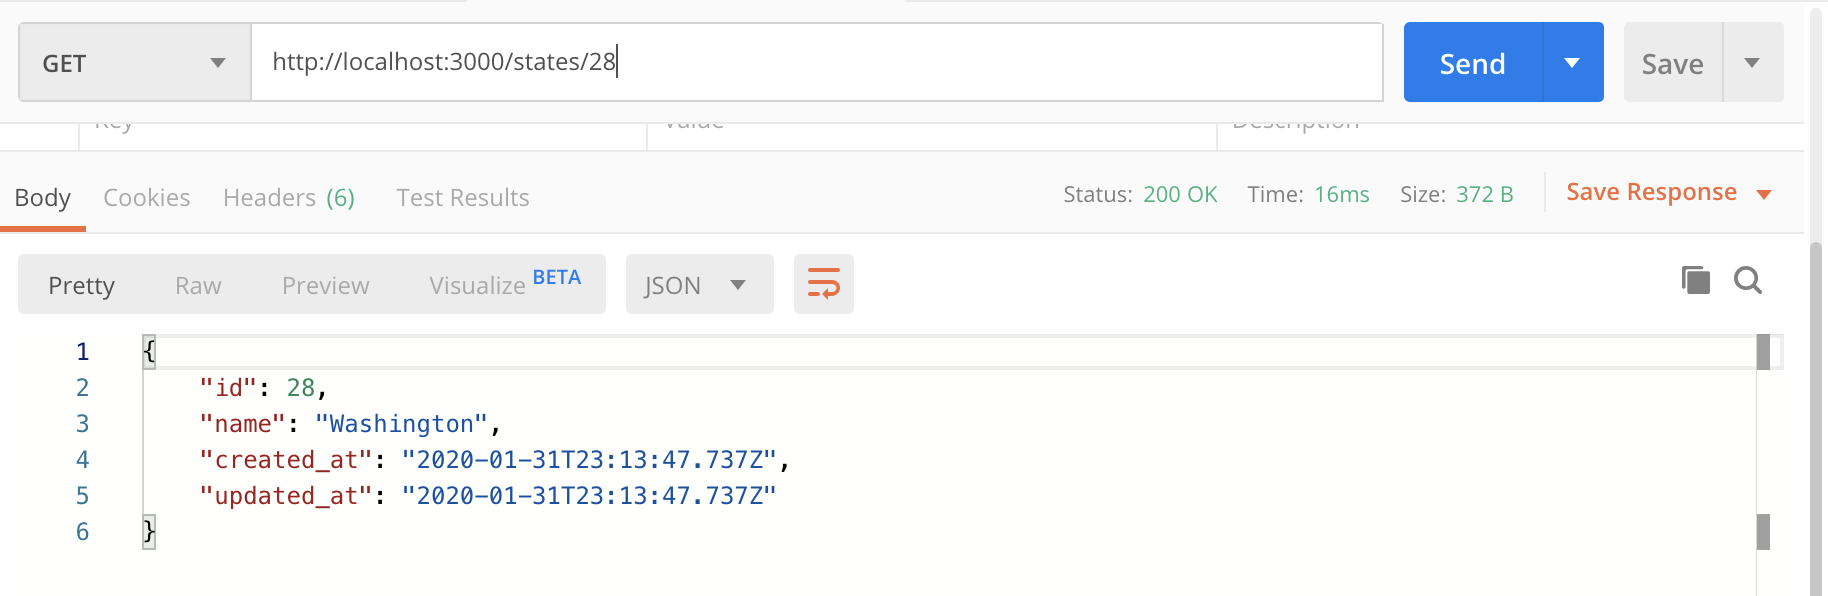 GET http://localhost:3000/states/28 Send Save
Key Value Description
Body Cookies Headers (6) Test Results Status: 200 OK Time: 16ms Size: 372 B Save Response
Pretty Raw Preview Visualize BETA JSON
1 {
2 "id": 28,
3 "name": "Washington",
4 "created_at": "2020-01-31T23:13:47.737Z",
5 "updated_at": "2020-01-31T23:13:47.737Z"
6 }